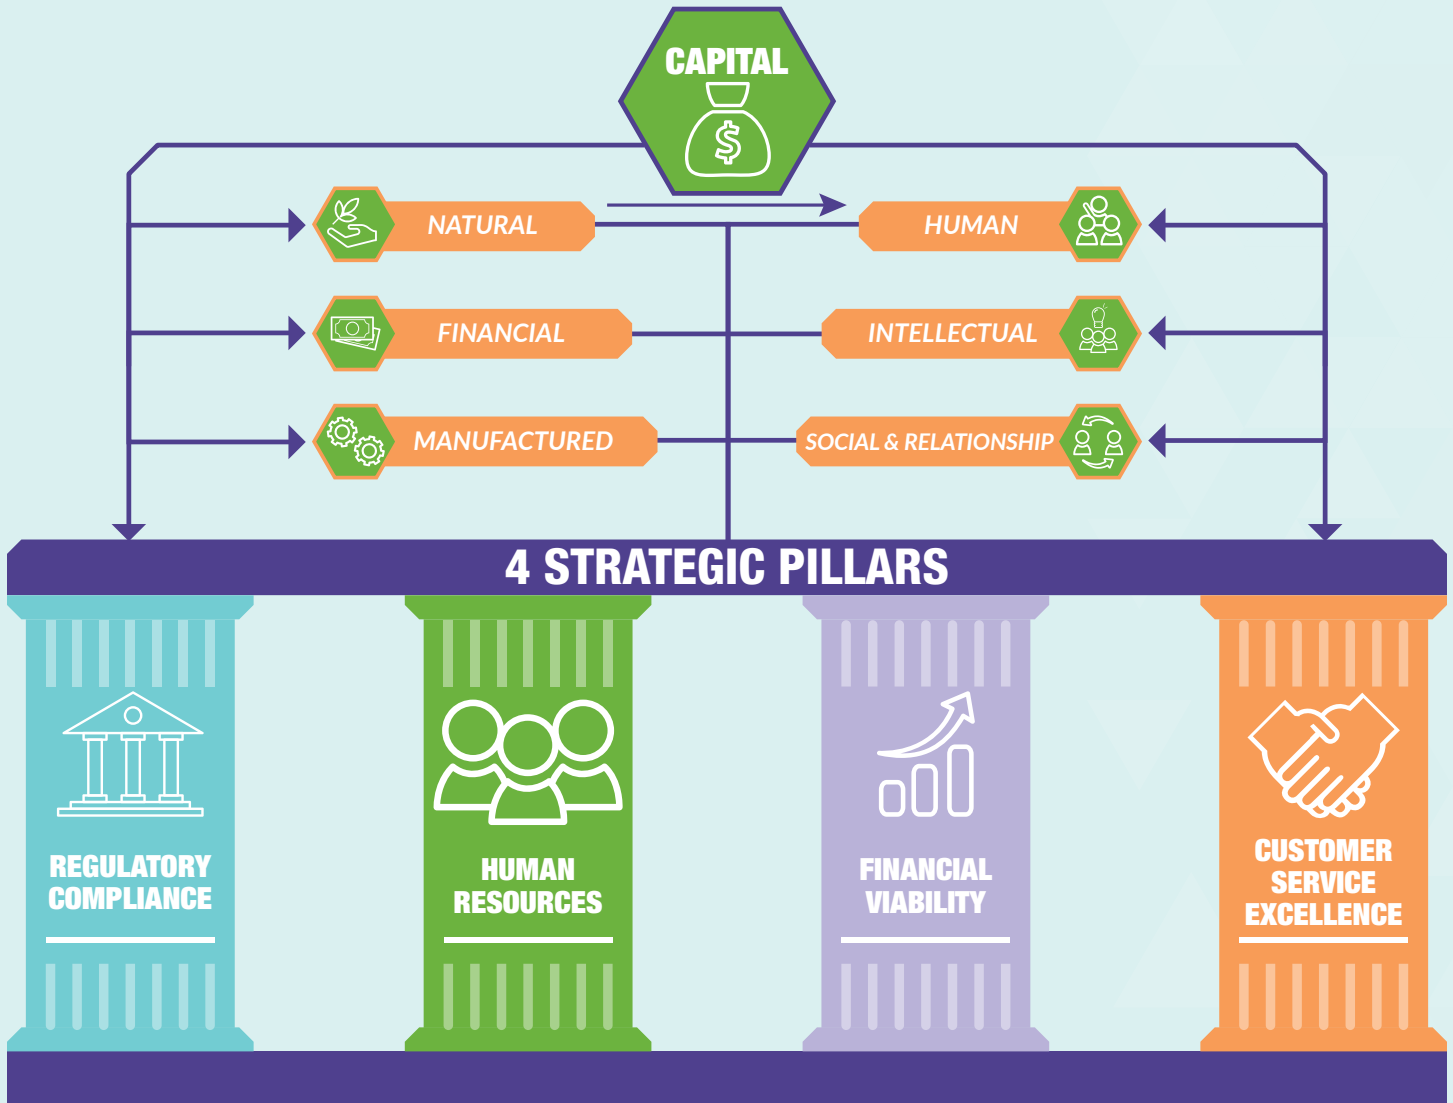 CAPITAL
$
NATURAL
HUMAN
FINANCIAL
INTELLECTUAL
MANUFACTURED
SOCIAL & RELATIONSHIP
4 STRATEGIC PILLARS
REGULATORY
COMPLIANCE
HUMAN
RESOURCES
FINANCIAL
VIABILITY
CUSTOMER
SERVICE
EXCELLENCE